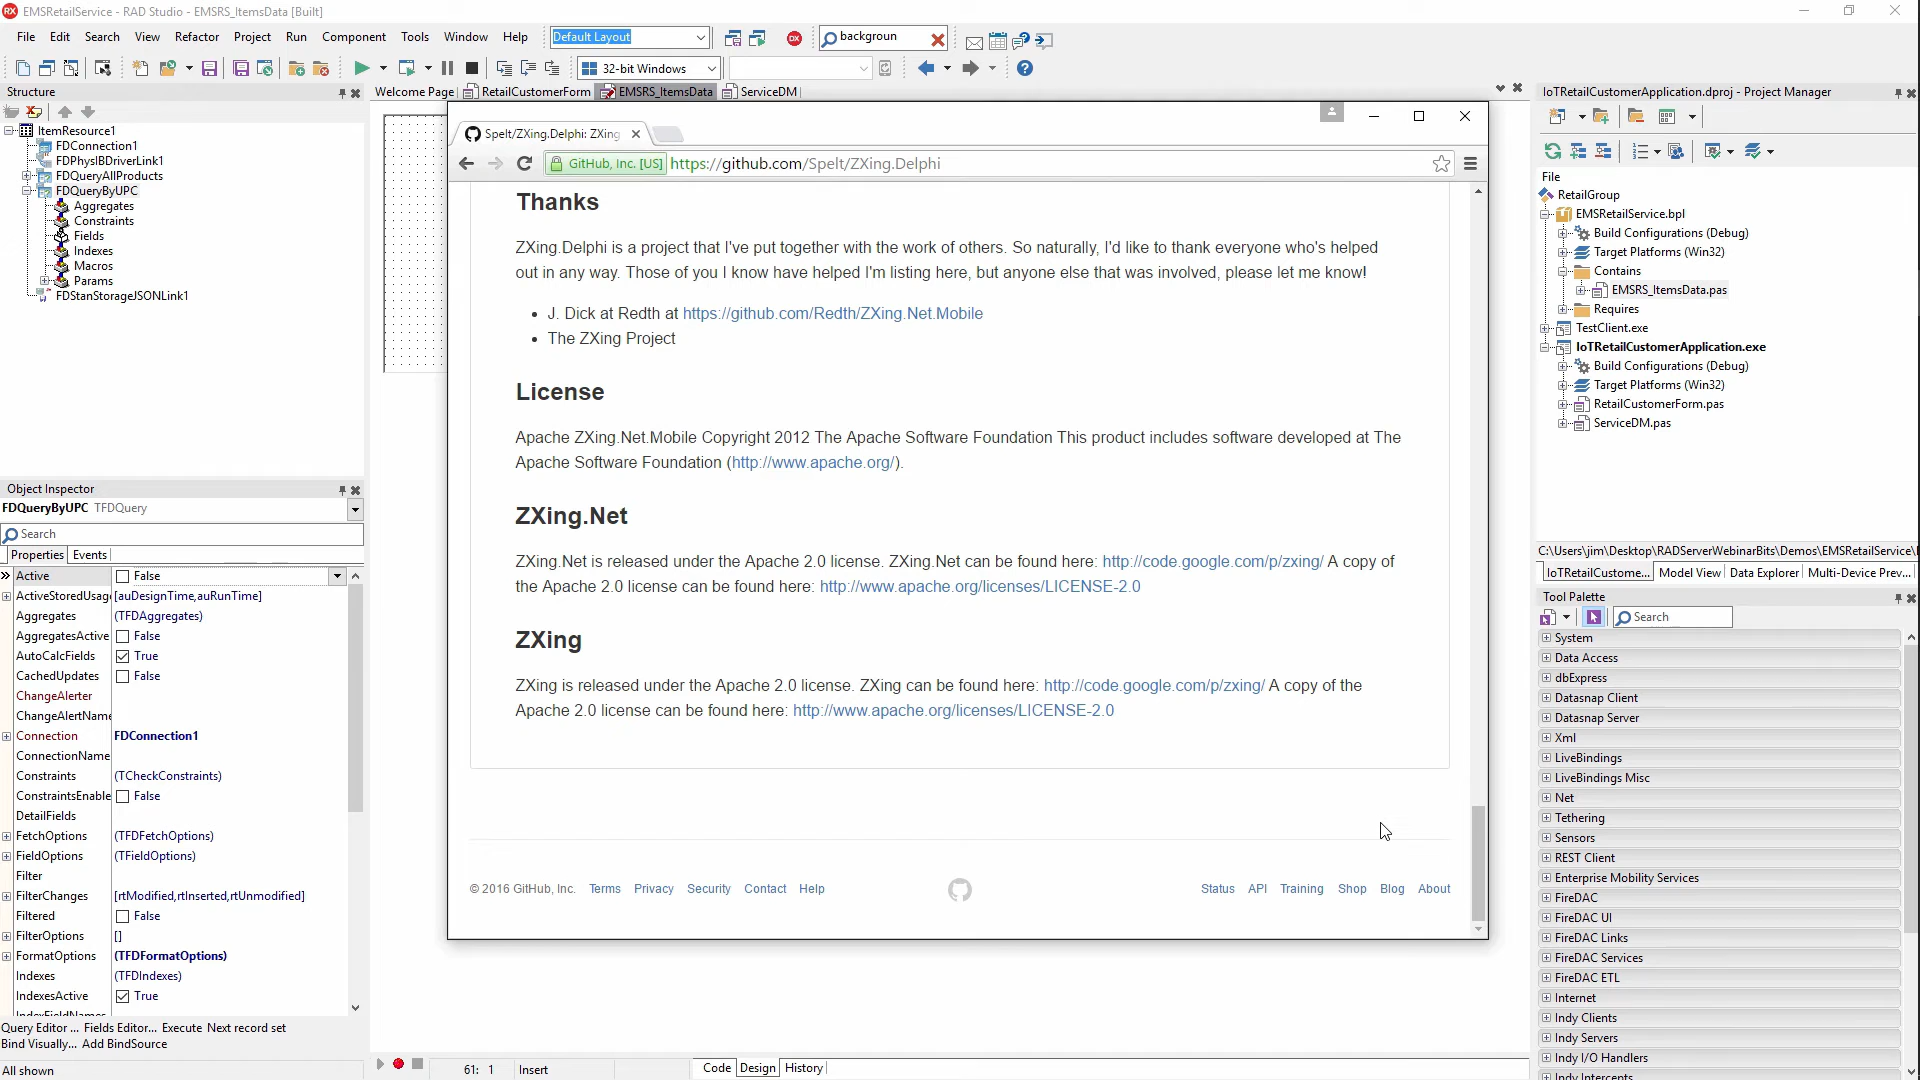 EMSRetailService - RAD Studio - EMSRS_ItemsData [Built]
File Edit Search View Refactor Project Run Component Tools Window Help
Default Layout
backgroun
32-bit Windows
Structure
ItemResource1
FDConnection1
FDPhysIBDriverLink1
FDQueryAllProducts
FDQueryByUPC
Aggregates
Constraints
Fields
Indexes
Macros
Params
FDStanStorageJSONLink1
Object Inspector
FDQueryByUPC TFDQuery
Search
Properties Events
Active False
ActiveStoredUsag [auDesignTime,auRunTime]
Aggregates (TFDAggregates)
AggregatesActive False
AutoCalcFields True
CachedUpdates False
ChangeAlerter
ChangeAlertName
Connection FDConnection1
ConnectionName
Constraints (TCheckConstraints)
ConstraintsEnable False
DetailFields
FetchOptions (TFDFetchOptions)
FieldOptions (TFieldOptions)
Filter
FilterChanges [rtModified,rtInserted,rtUnmodified]
Filtered False
FilterOptions []
FormatOptions (TFDFormatOptions)
Indexes (TFDIndexes)
IndexesActive True
IndexFieldNames
Query Editor ... Fields Editor... Execute Next record set
Bind Visually... Add BindSource
All shown
Welcome Page RetailCustomerForm EMSRS_ItemsData ServiceDM
Spelt/ZXing.Delphi: ZXing
GitHub, Inc. [US] https://github.com/Spelt/ZXing.Delphi
Thanks
ZXing.Delphi is a project that I've put together with the work of others. So naturally, I'd like to thank everyone who's helped
out in any way. Those of you I know have helped I'm listing here, but anyone else that was involved, please let me know!
• J. Dick at Redth at https://github.com/Redth/ZXing.Net.Mobile
• The ZXing Project
License
Apache ZXing.Net.Mobile Copyright 2012 The Apache Software Foundation This product includes software developed at The
Apache Software Foundation (http://www.apache.org/).
ZXing.Net
ZXing.Net is released under the Apache 2.0 license. ZXing.Net can be found here: http://code.google.com/p/zxing/ A copy of
the Apache 2.0 license can be found here: http://www.apache.org/licenses/LICENSE-2.0
ZXing
ZXing is released under the Apache 2.0 license. ZXing can be found here: http://code.google.com/p/zxing/ A copy of the
Apache 2.0 license can be found here: http://www.apache.org/licenses/LICENSE-2.0
© 2016 GitHub, Inc. Terms Privacy Security Contact Help
Status API Training Shop Blog About
61: 1 Insert
Code Design History
IoTRetailCustomerApplication.dproj - Project Manager
File
RetailGroup
EMSRetailService.bpl
Build Configurations (Debug)
Target Platforms (Win32)
Contains
EMSRS_ItemsData.pas
Requires
TestClient.exe
IoTRetailCustomerApplication.exe
Build Configurations (Debug)
Target Platforms (Win32)
RetailCustomerForm.pas
ServiceDM.pas
C:\Users\jim\Desktop\RADServerWebinarBits\Demos\EMSRetailService\
IoTRetailCustome... Model View Data Explorer Multi-Device Prev...
Tool Palette
Search
System
Data Access
dbExpress
Datasnap Client
Datasnap Server
Xml
LiveBindings
LiveBindings Misc
Net
Tethering
Sensors
REST Client
Enterprise Mobility Services
FireDAC
FireDAC UI
FireDAC Links
FireDAC Services
FireDAC ETL
Internet
Indy Clients
Indy Servers
Indy I/O Handlers
Indy Intercepts